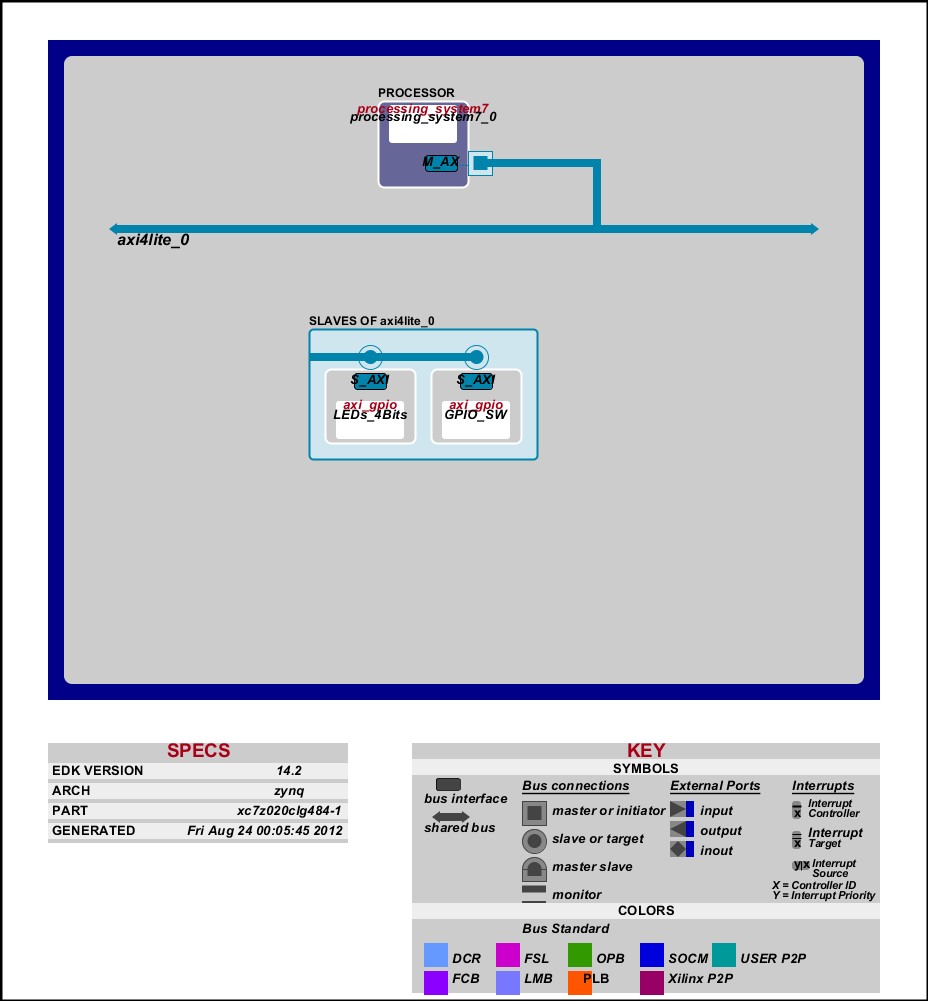 PROCESSOR
processing_system7
processing_system7_0
M_AX
axi4lite_0
SLAVES OF axi4lite_0
S_AXI S_AXI
axi_gpio axi_gpio
LEDs_4Bits GPIO_SW
SPECS
EDK VERSION 14.2
ARCH zynq
PART xc7z020clg484-1
GENERATED Fri Aug 24 00:05:45 2012
KEY
SYMBOLS
bus interface
shared bus
Bus connections
master or initiator
slave or target
master slave
monitor
External Ports
input
output
inout
Interrupts
x
Interrupt
Controller
x
Interrupt
Target
y x
Interrupt
Source
X = Controller ID
Y = Interrupt Priority
COLORS
Bus Standard
DCR FSL OPB SOCM USER P2P
FCB LMB PLB Xilinx P2P